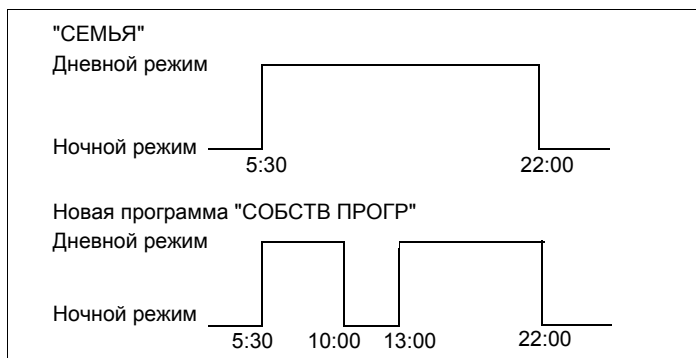 "СЕМЬЯ"
Дневной режим
Ночной режим
5:30 22:00
Новая программа "СОБСТВ ПРОГР"
Дневной режим
Ночной режим
5:30 10:00 13:00 22:00